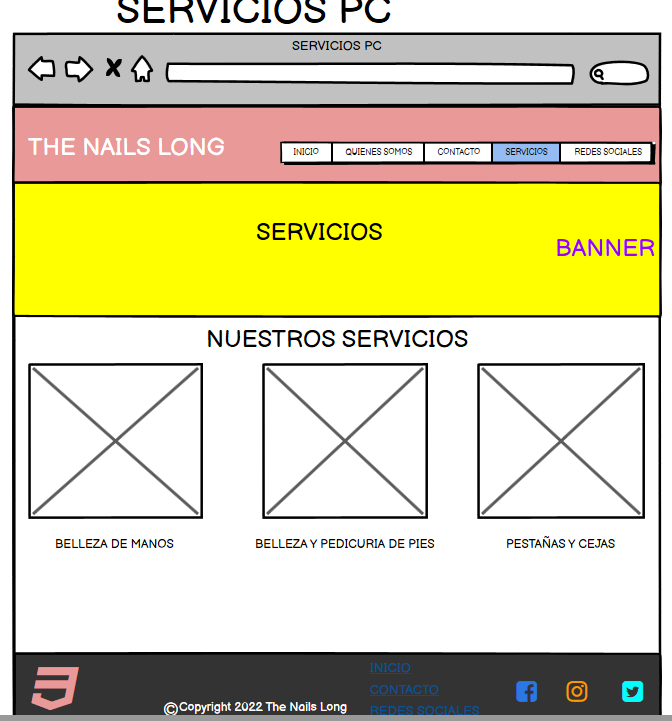 SERVICIOS PC
SERVICIOS PC
THE NAILS LONG
INICIO QUIENES SOMOS CONTACTO SERVICIOS REDES SOCIALES
SERVICIOS
BANNER
NUESTROS SERVICIOS
BELLEZA DE MANOS BELLEZA Y PEDICURIA DE PIES PESTAÑAS Y CEJAS
INICIO
CONTACTO
©Copyright 2022 The Nails Long
REDES SOCIALES